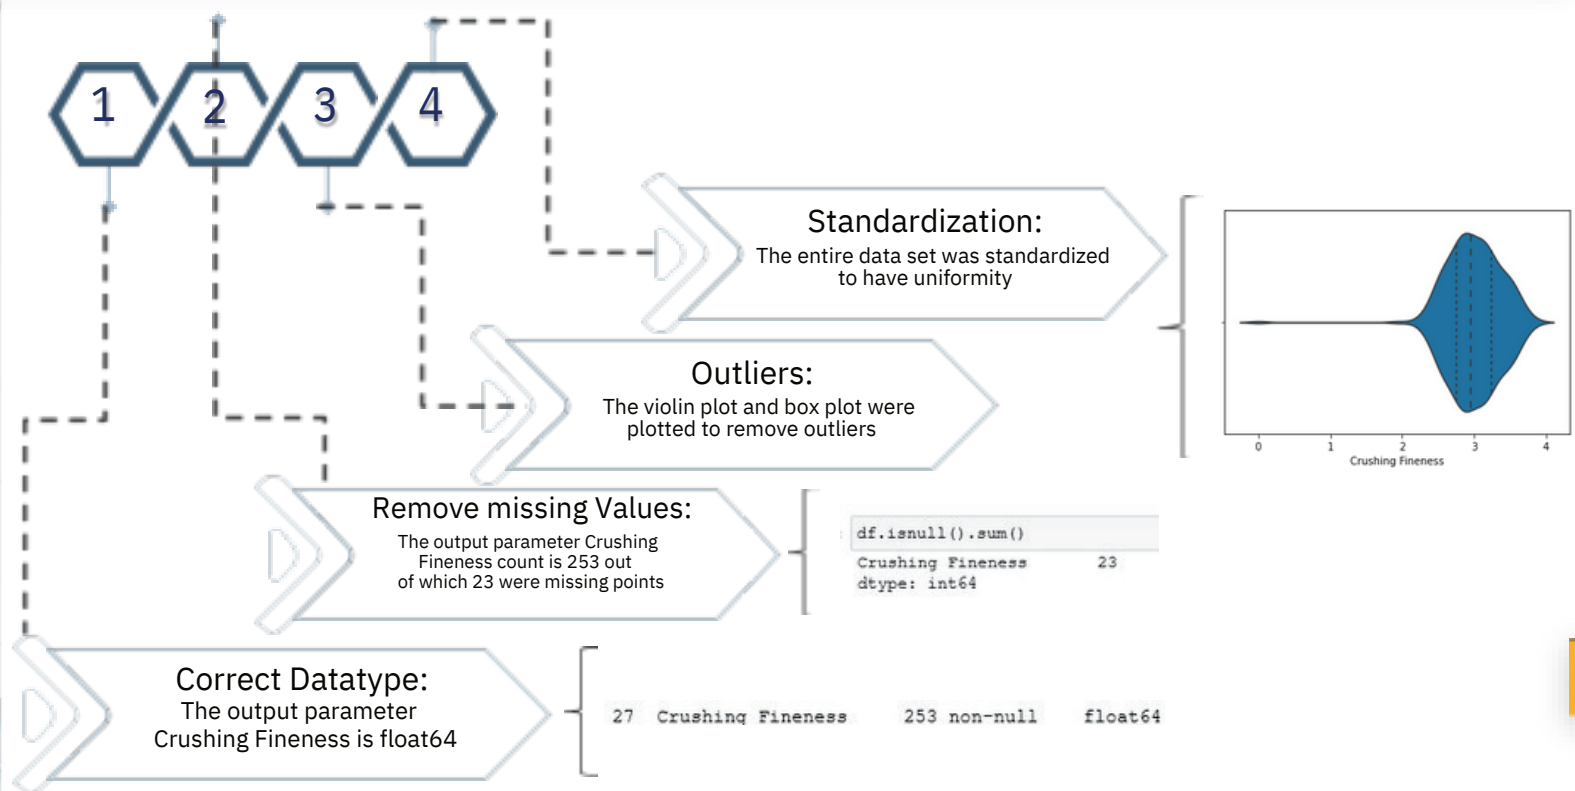 1
2
3
4
Standardization:
The entire data set was standardized
to have uniformity
Outliers:
The violin plot and box plot were
plotted to remove outliers
0 1 2 3 4
Crushing Fineness
Remove missing Values:
The output parameter Crushing
Fineness count is 253 out
of which 23 were missing points
df.isnull().sum()
Crushing Fineness 23
dtype: int64
Correct Datatype:
The output parameter
Crushing Fineness is float64
27 Crushing Fineness 253 non-null float64